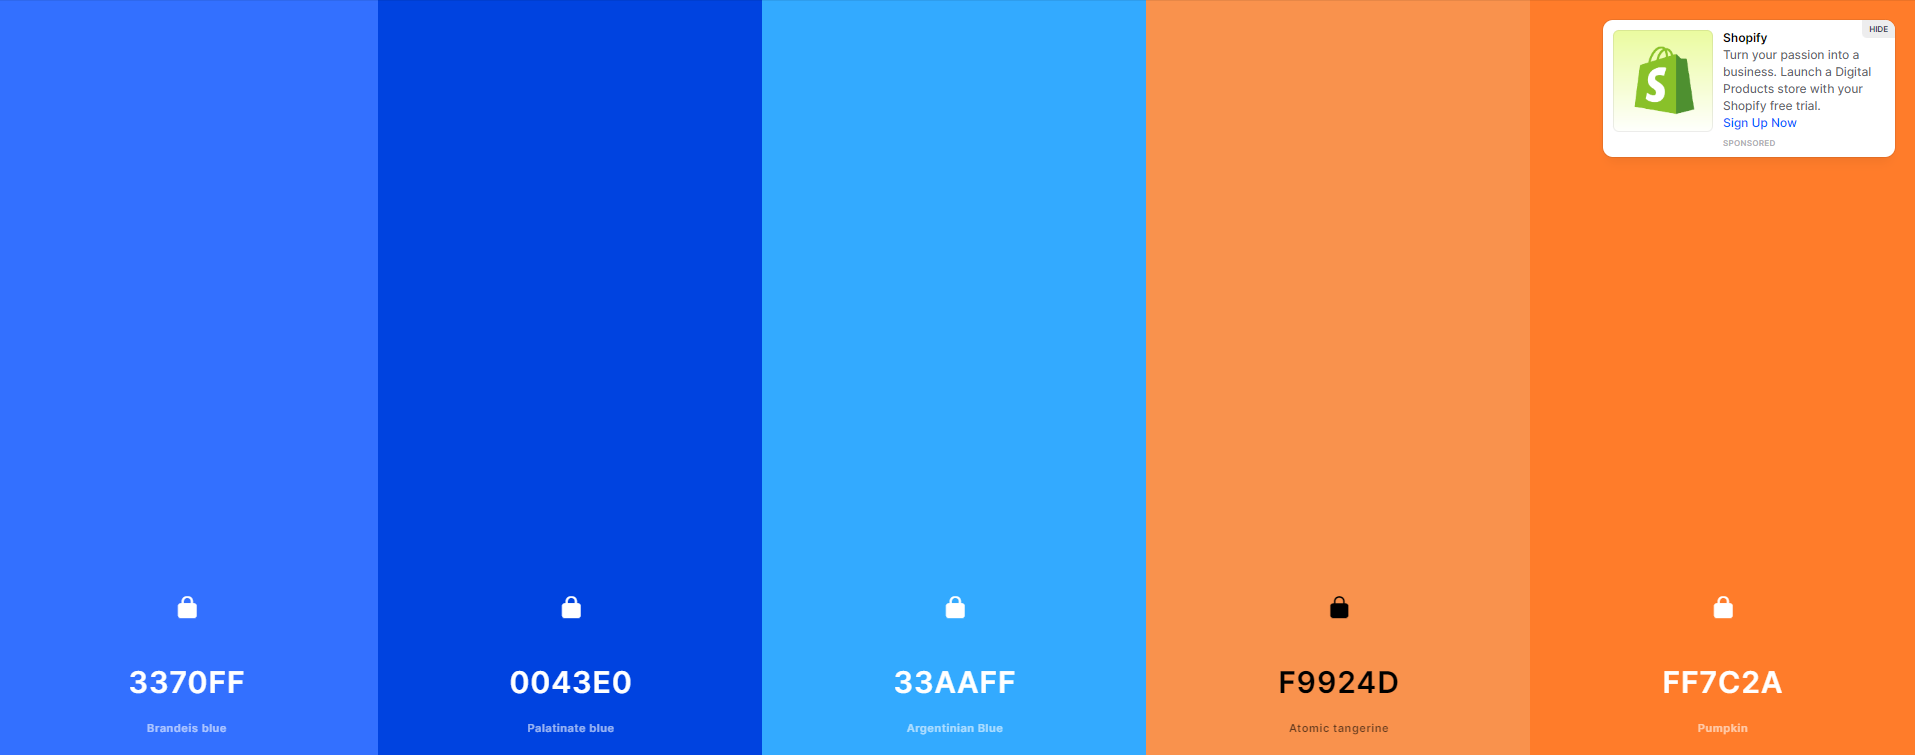 HIDE
Shopify
Turn your passion into a
business. Launch a Digital
Products store with your
Shopify free trial.
Sign Up Now
SPONSORED
3370FF
Brandeis blue
0043E0
Palatinate blue
33AAFF
Argentinian Blue
F9924D
Atomic tangerine
FF7C2A
Pumpkin